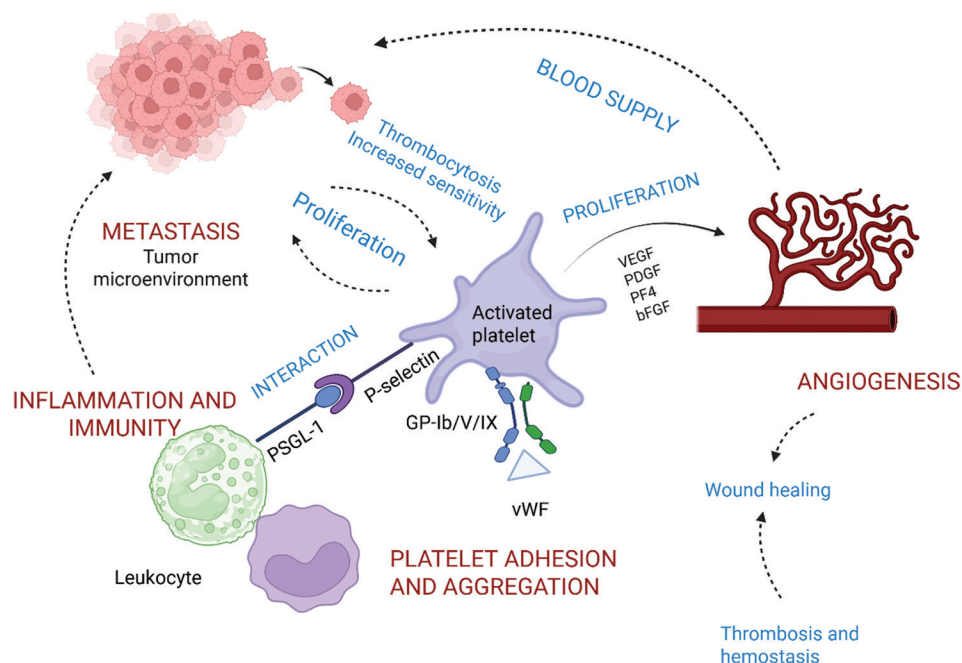 BLOOD SUPPLY
Thrombocytosis
Increased sensitivity
Proliferation
PROLIFERATION
METASTASIS
Tumor
microenvironment
VEGF
PDGF
PF4
bFGF
Activated
platelet
INTERACTION
P-selectin
PSGL-1
INFLAMMATION AND
IMMUNITY
GP-Ib/V/IX
vWF
ANGIOGENESIS
Wound healing
Leukocyte
PLATELET ADHESION
AND AGGREGATION
Thrombosis and
hemostasis